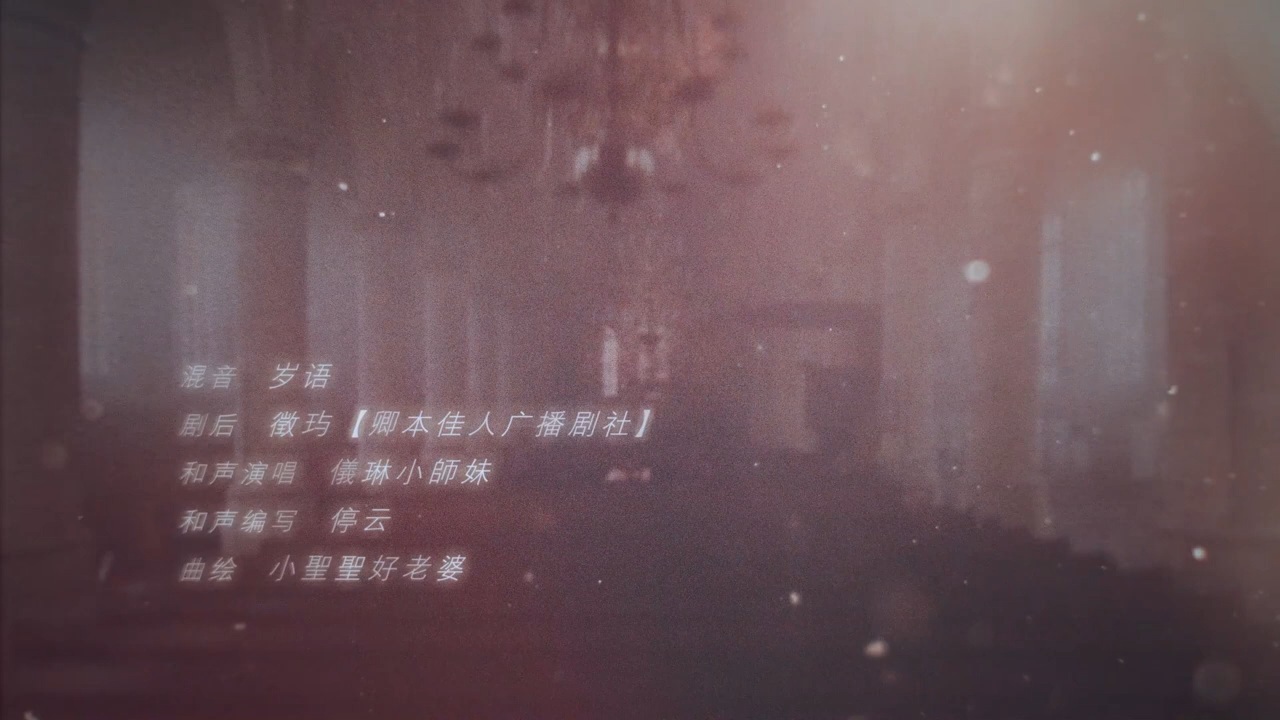 混音 岁语
剧后 徵玙【卿本佳人广播剧社】
和声演唱 儀琳小師妹
和声编写 停云
曲绘 小聖聖好老婆